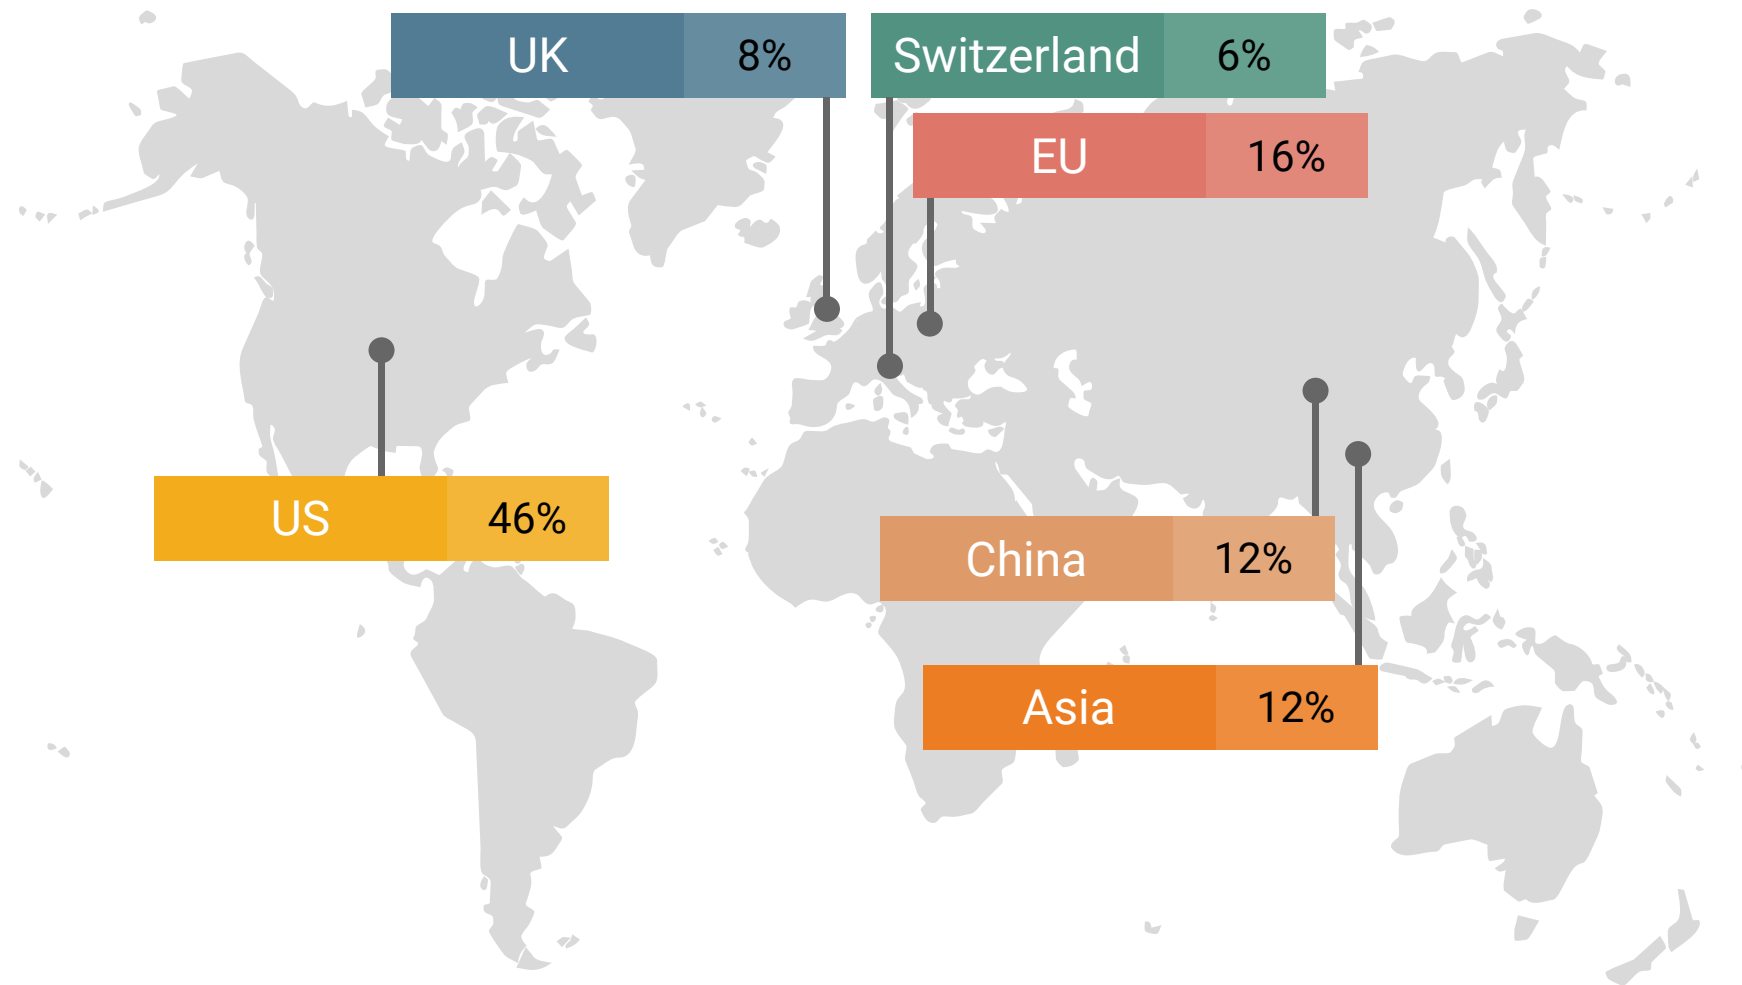 UK 8%
Switzerland 6%
EU 16%
US 46%
China 12%
Asia 12%